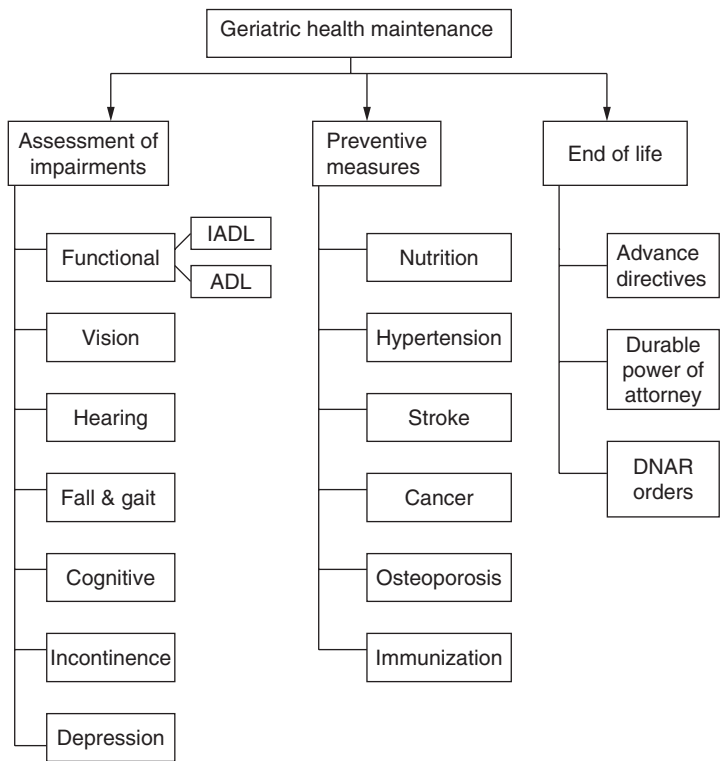 Geriatric health maintenance
Assessment of
impairments
Functional
IADL
ADL
Vision
Hearing
Fall & gait
Cognitive
Incontinence
Depression
Preventive
measures
Nutrition
Hypertension
Stroke
Cancer
Osteoporosis
Immunization
End of life
Advance
directives
Durable
power of
attorney
DNAR
orders